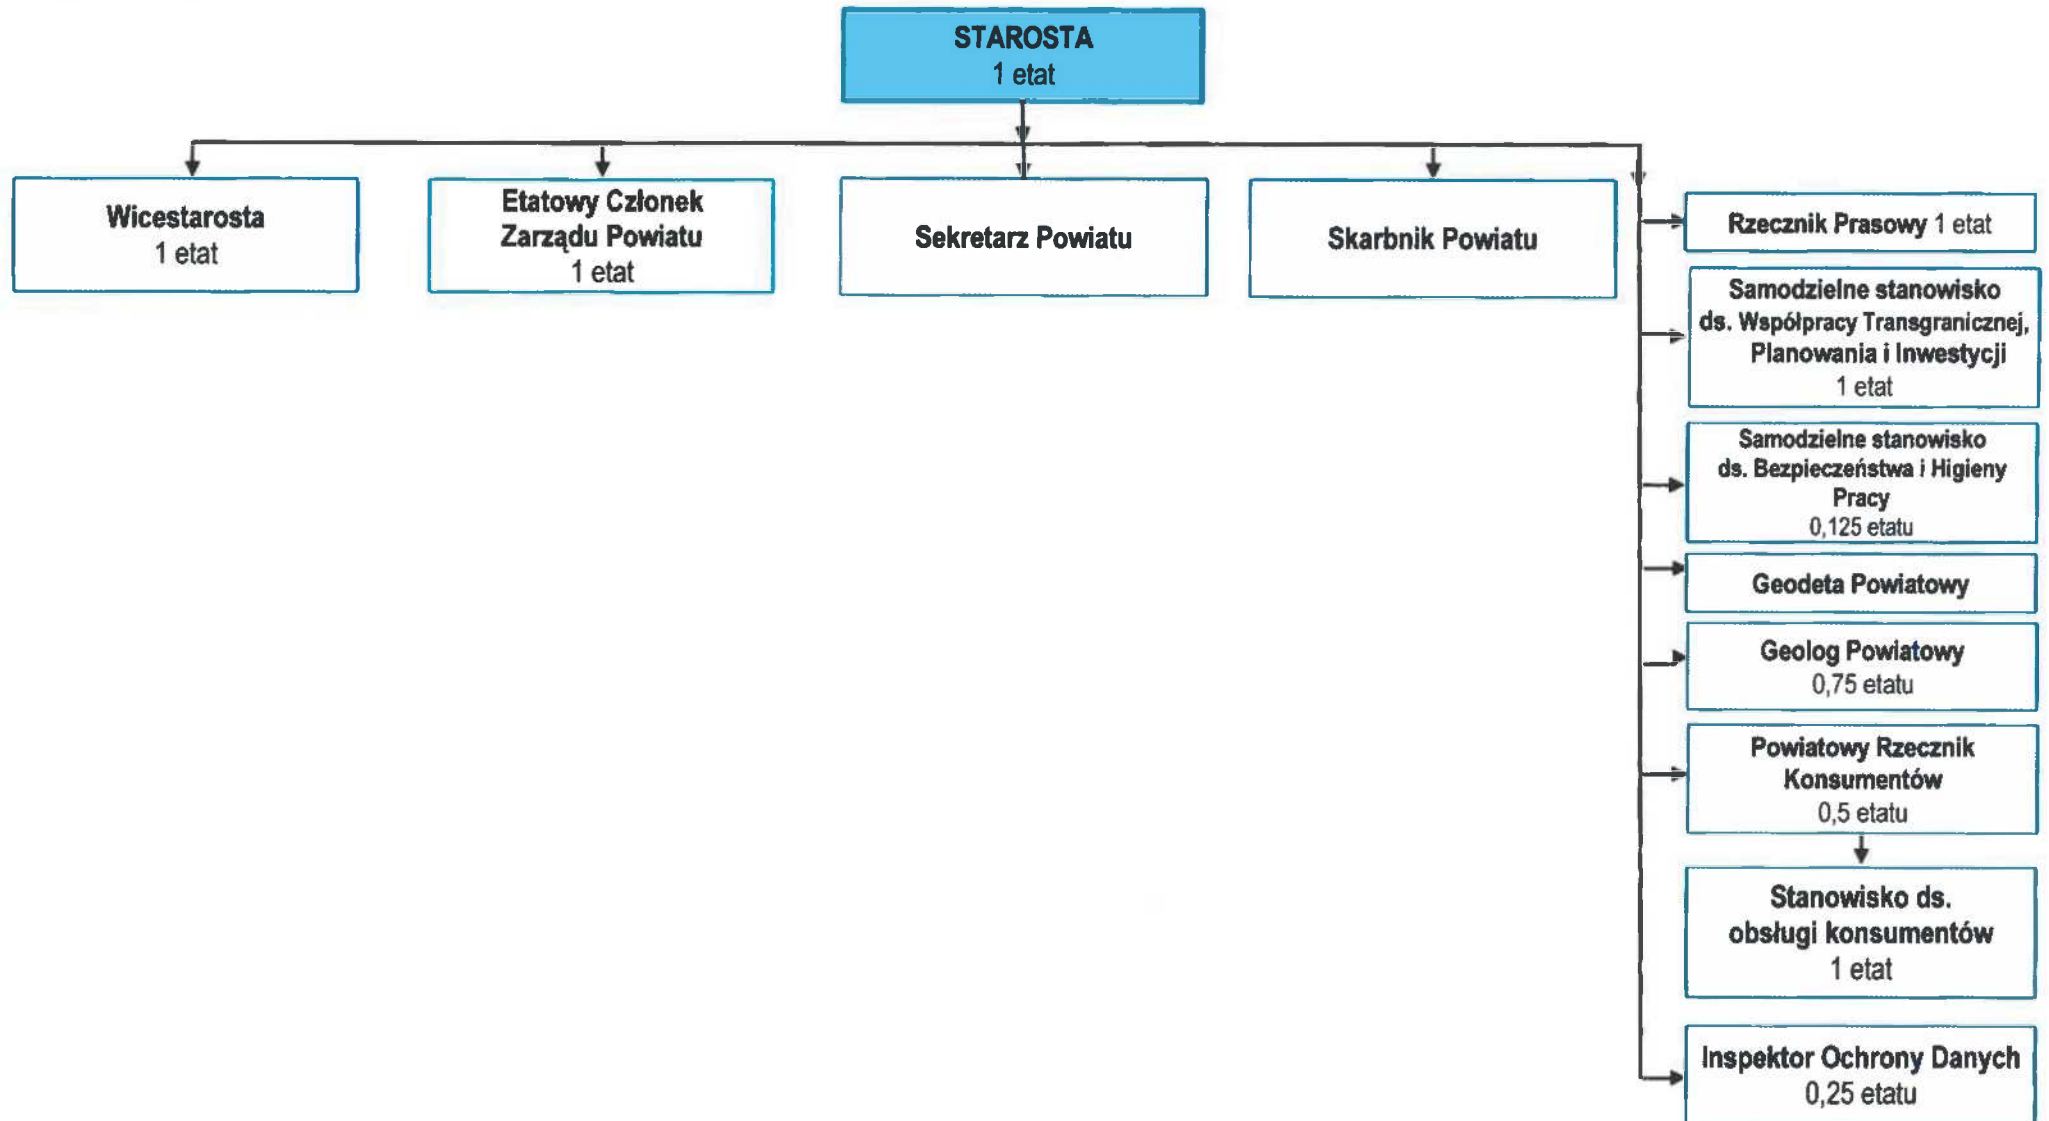 STAROSTA
1 etat
Wicestarosta
1 etat
Etatowy Członek
Zarządu Powiatu
1 etat
Sekretarz Powiatu
Skarbnik Powiatu
Rzecznik Prasowy 1 etat
Samodzielne stanowisko
ds. Współpracy Transgranicznej,
Planowania i Inwestycji
1 etat
Samodzielne stanowisko
ds. Bezpieczeństwa i Higieny
Pracy
0,125 etatu
Geodeta Powiatowy
Geolog Powiatowy
0,75 etatu
Powiatowy Rzecznik
Konsumentów
0,5 etatu
Stanowisko ds.
obsługi konsumentów
1 etat
Inspektor Ochrony Danych
0,25 etatu